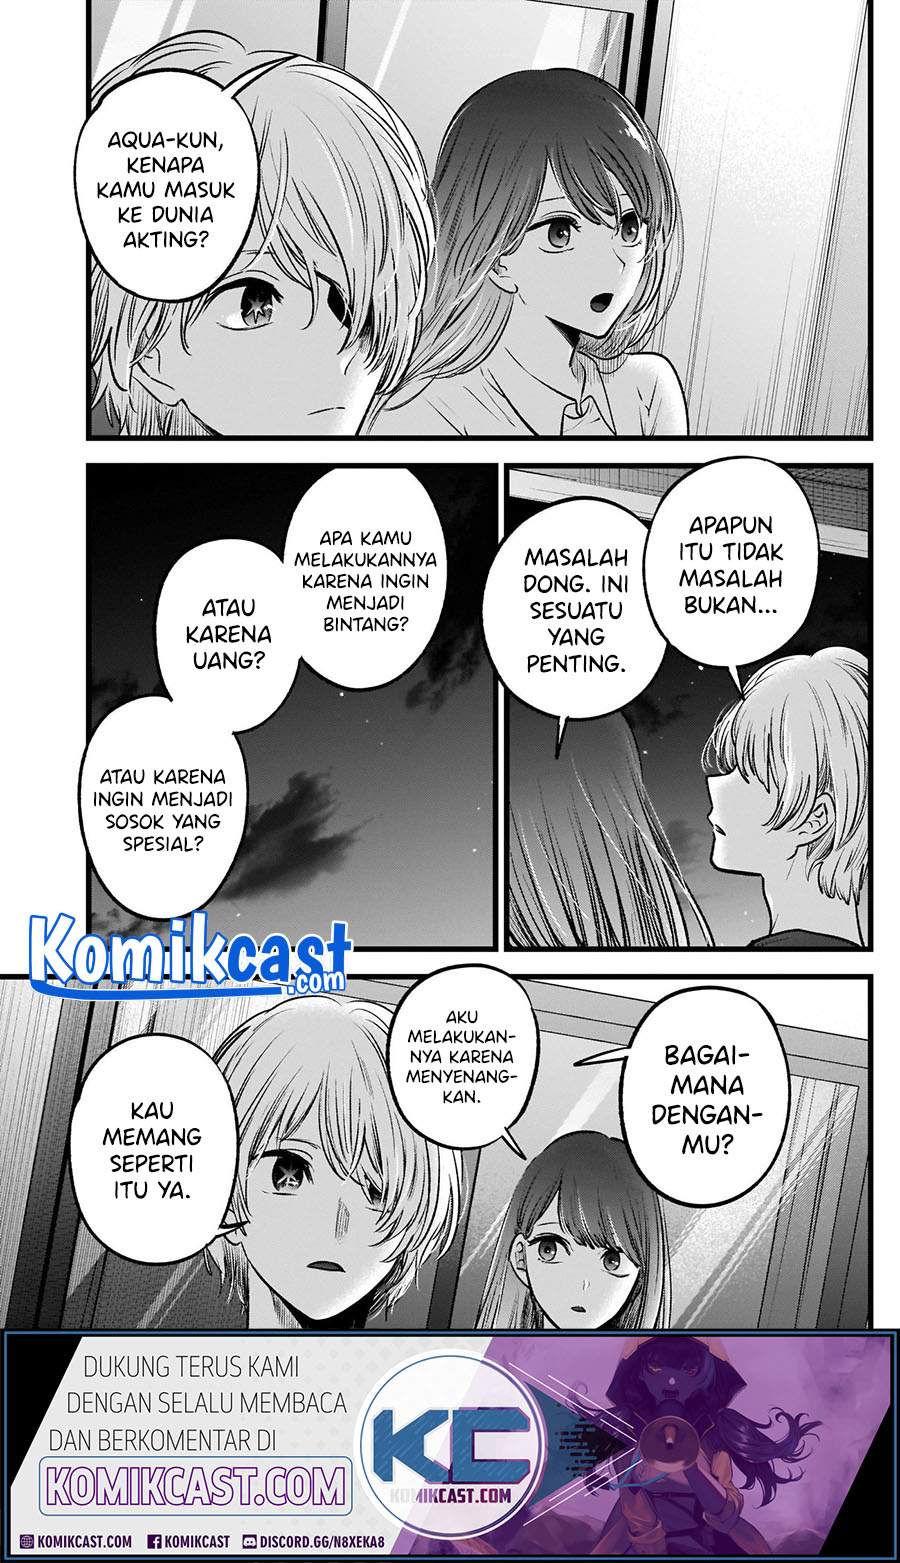 AQUA-KUN,
KENAPA
KAMU MASUK
KE DUNIA
AKTING?
APAPUN
ITU TIDAK
MASALAH
BUKAN...
MASALAH
DONG. INI
SESUATU
YANG
PENTING.
APA KAMU
MELAKUKANNYA
KARENA INGIN
MENJADI
BINTANG?
ATAU
KARENA
UANG?
ATAU KARENA
INGIN MENJADI
SOSOK YANG
SPESIAL?
Komikcast
.com
BAGAI-
MANA
DENGAN-
MU?
AKU
MELAKUKAN-
NYA KARENA
MENYENANG-
KAN.
KAU
MEMANG
SEPERTI
ITU YA.
DUKUNG TERUS KAMI
DENGAN SELALU MEMBACA
DAN BERKOMENTAR DI
KOMIKCAST.COM
KC
KOMIKCAST.COM
KOMIKCAST.COM KOMIKCAST DISCORD.GG/N8XEKA8